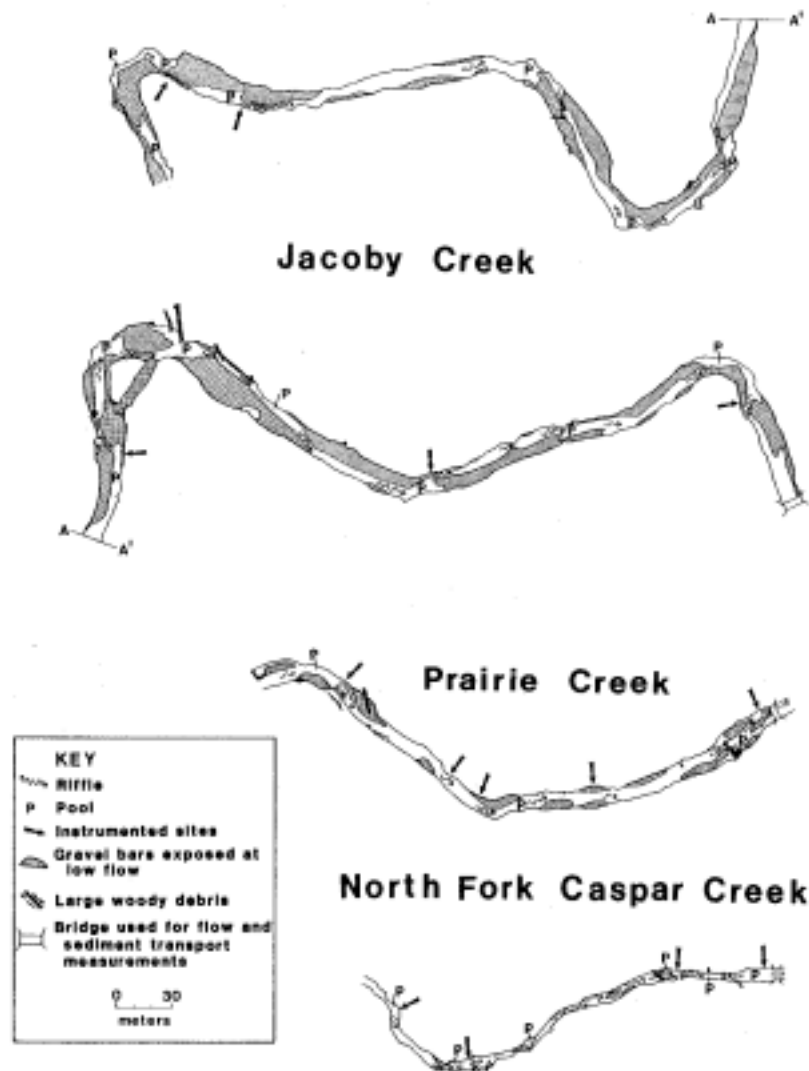 A A'
P
P
P
P
P
P
P
Jacoby Creek
P
P
P
P
P
P
A
A'
P
Prairie Creek
KEY
Riffle
P Pool
Instrumented sites
Gravel bars exposed at
low flow
Large woody debris
Bridge used for flow and
sediment transport
measurements
0 30
meters
North Fork Caspar Creek
P
P
P
P
P
P